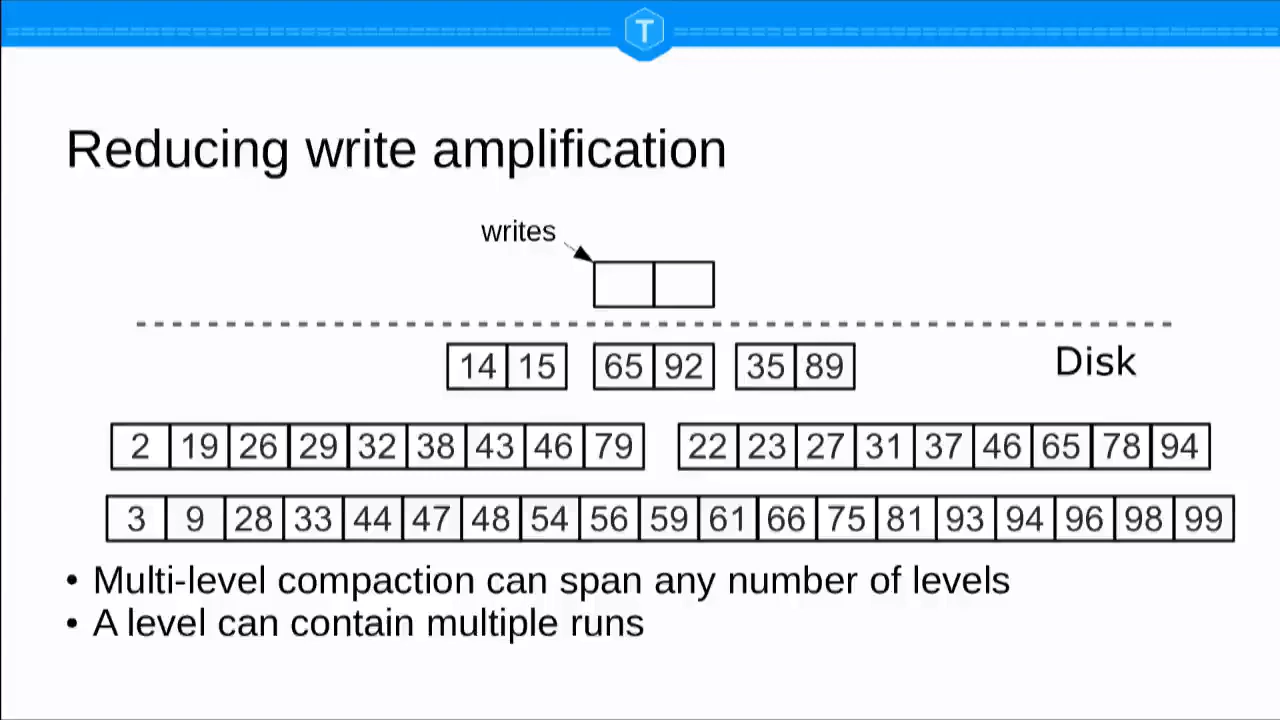 T
Reducing write amplification
writes
14 15 65 92 35 89
Disk
2 19 26 29 32 38 43 46 79 22 23 27 31 37 46 65 78 94
3 9 28 33 44 47 48 54 56 59 61 66 75 81 93 94 96 98 99
• Multi-level compaction can span any number of levels
• A level can contain multiple runs